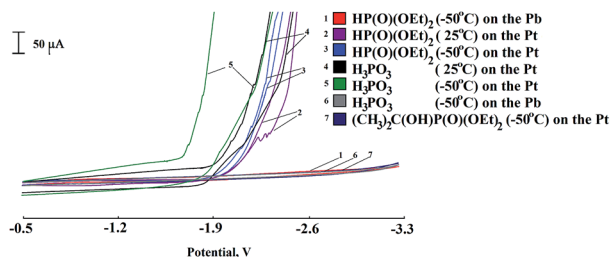 50 µA
1 HP(O)(OEt)₂ (-50°C) on the Pb
2 HP(O)(OEt)₂ ( 25°C) on the Pt
3 HP(O)(OEt)₂ (-50°C) on the Pt
4 H₃PO₃ ( 25°C) on the Pt
5 H₃PO₃ (-50°C) on the Pt
6 H₃PO₃ (-50°C) on the Pb
7 (CH₃)₂C(OH)P(O)(OEt)₂ (-50°C) on the Pt
4
5
4
3
3
2
2
1 6 7
-0.5 -1.2 -1.9 -2.6 -3.3
Potential, V